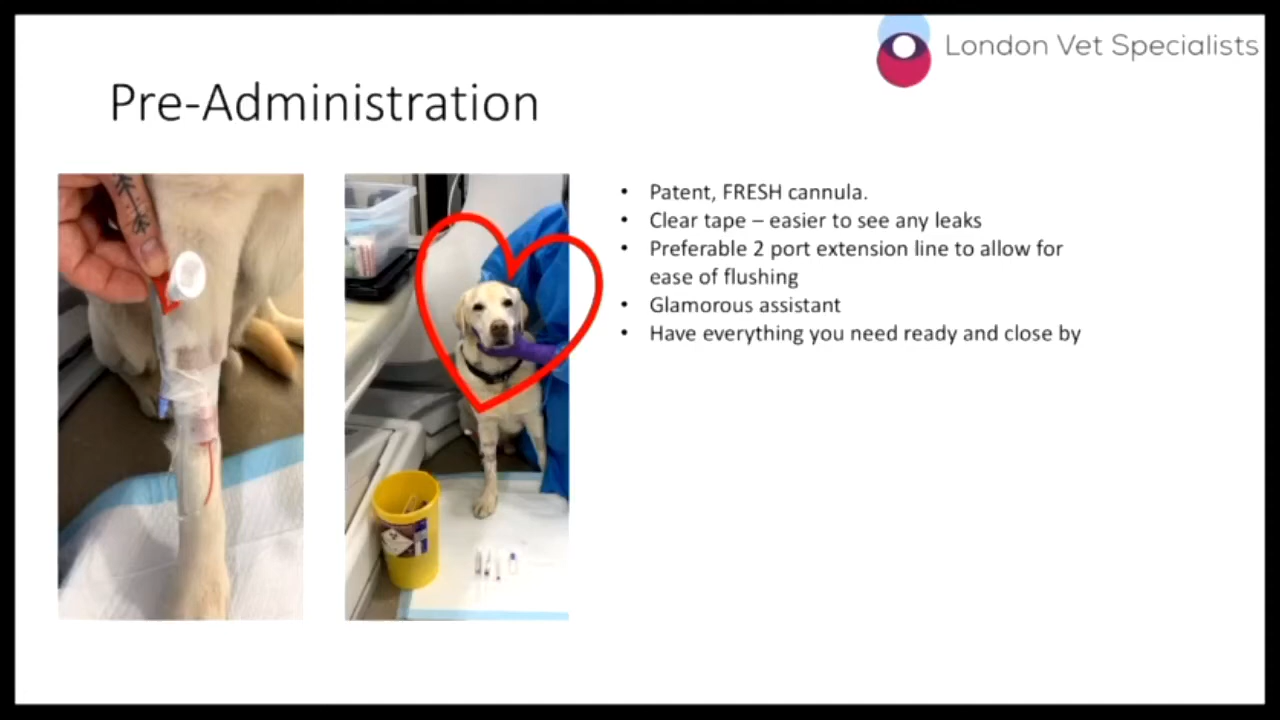 London Vet Specialists
Pre-Administration
• Patent, FRESH cannula.
• Clear tape – easier to see any leaks
• Preferable 2 port extension line to allow for
ease of flushing
• Glamorous assistant
• Have everything you need ready and close by